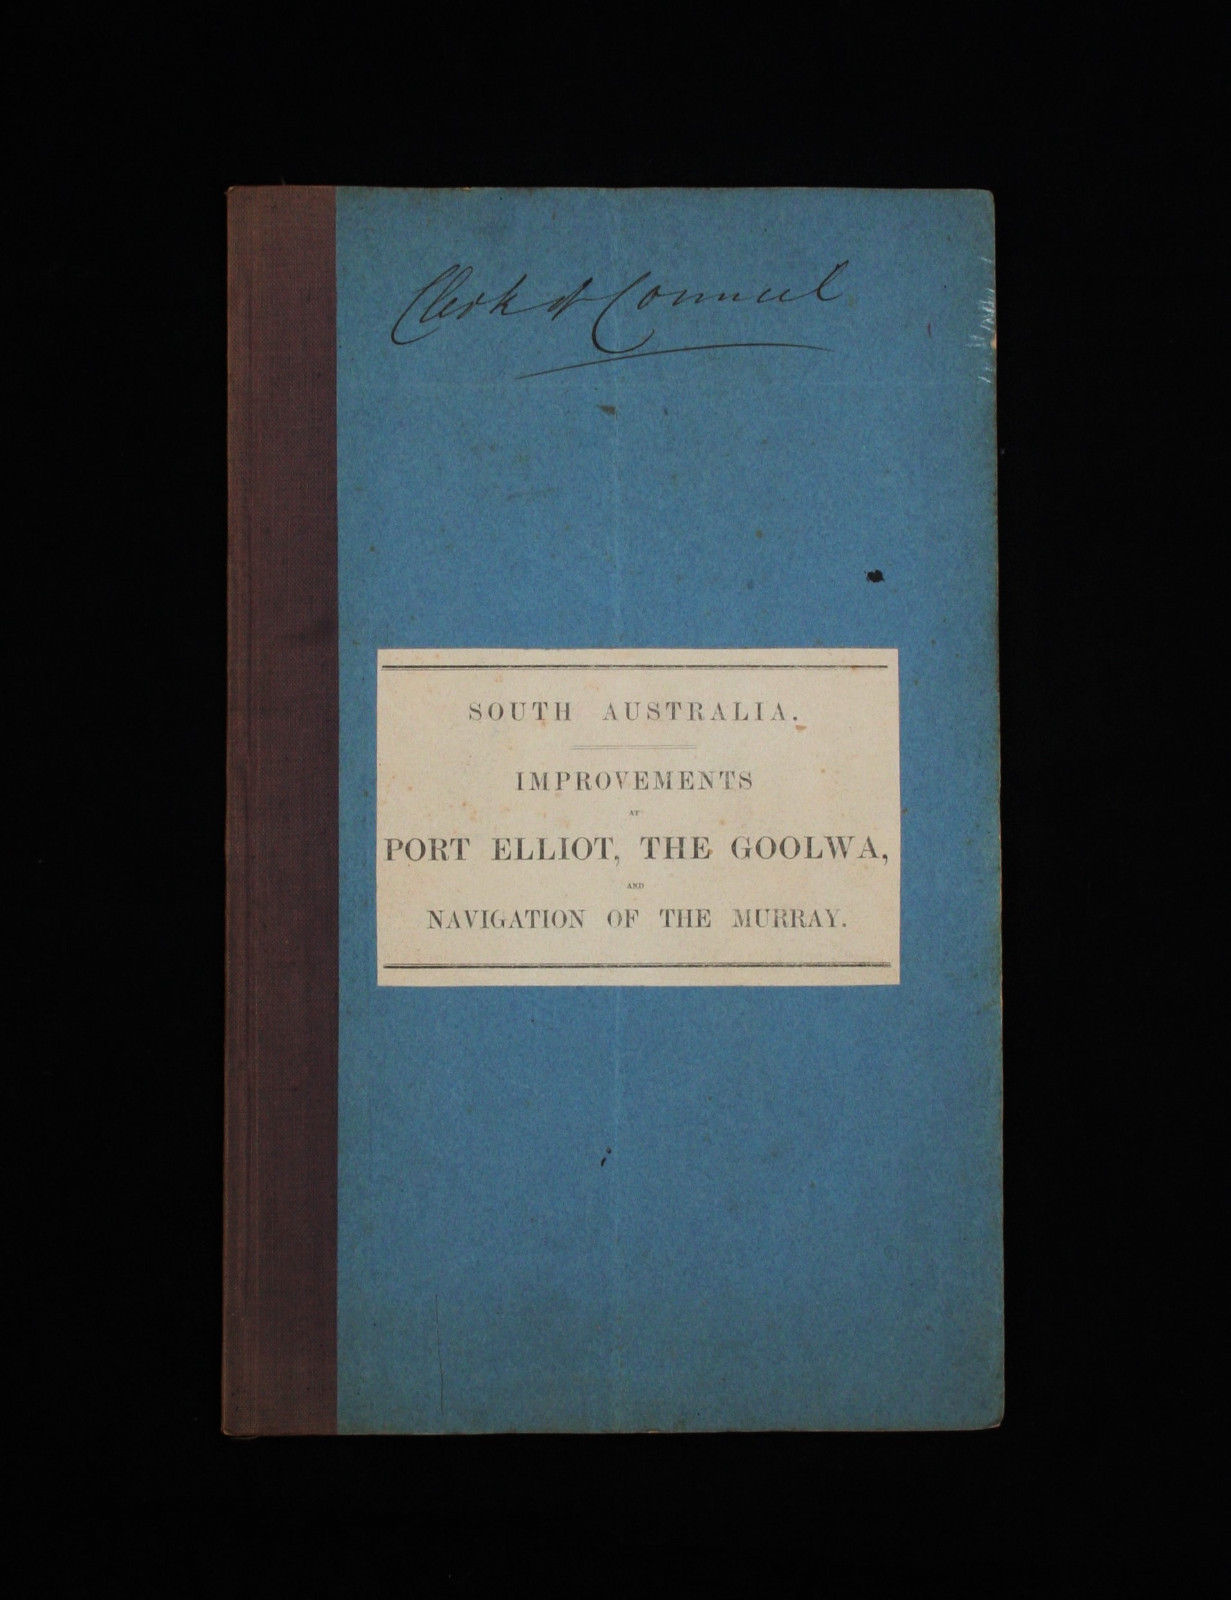 Clerk of Council
SOUTH AUSTRALIA.
IMPROVEMENTS
AT
PORT ELLIOT, THE GOOLWA,
AND
NAVIGATION OF THE MURRAY.